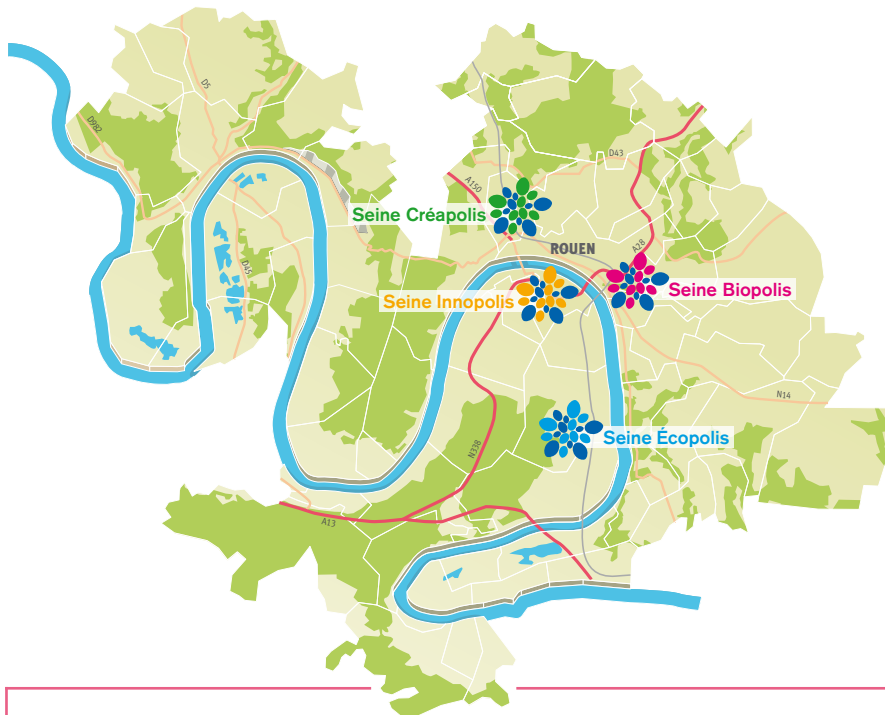 D5
D982
D43
A150
Seine Créapolis
ROUEN
A28
D45
Seine Innopolis
Seine Biopolis
N14
Seine Écopolis
N338
A13